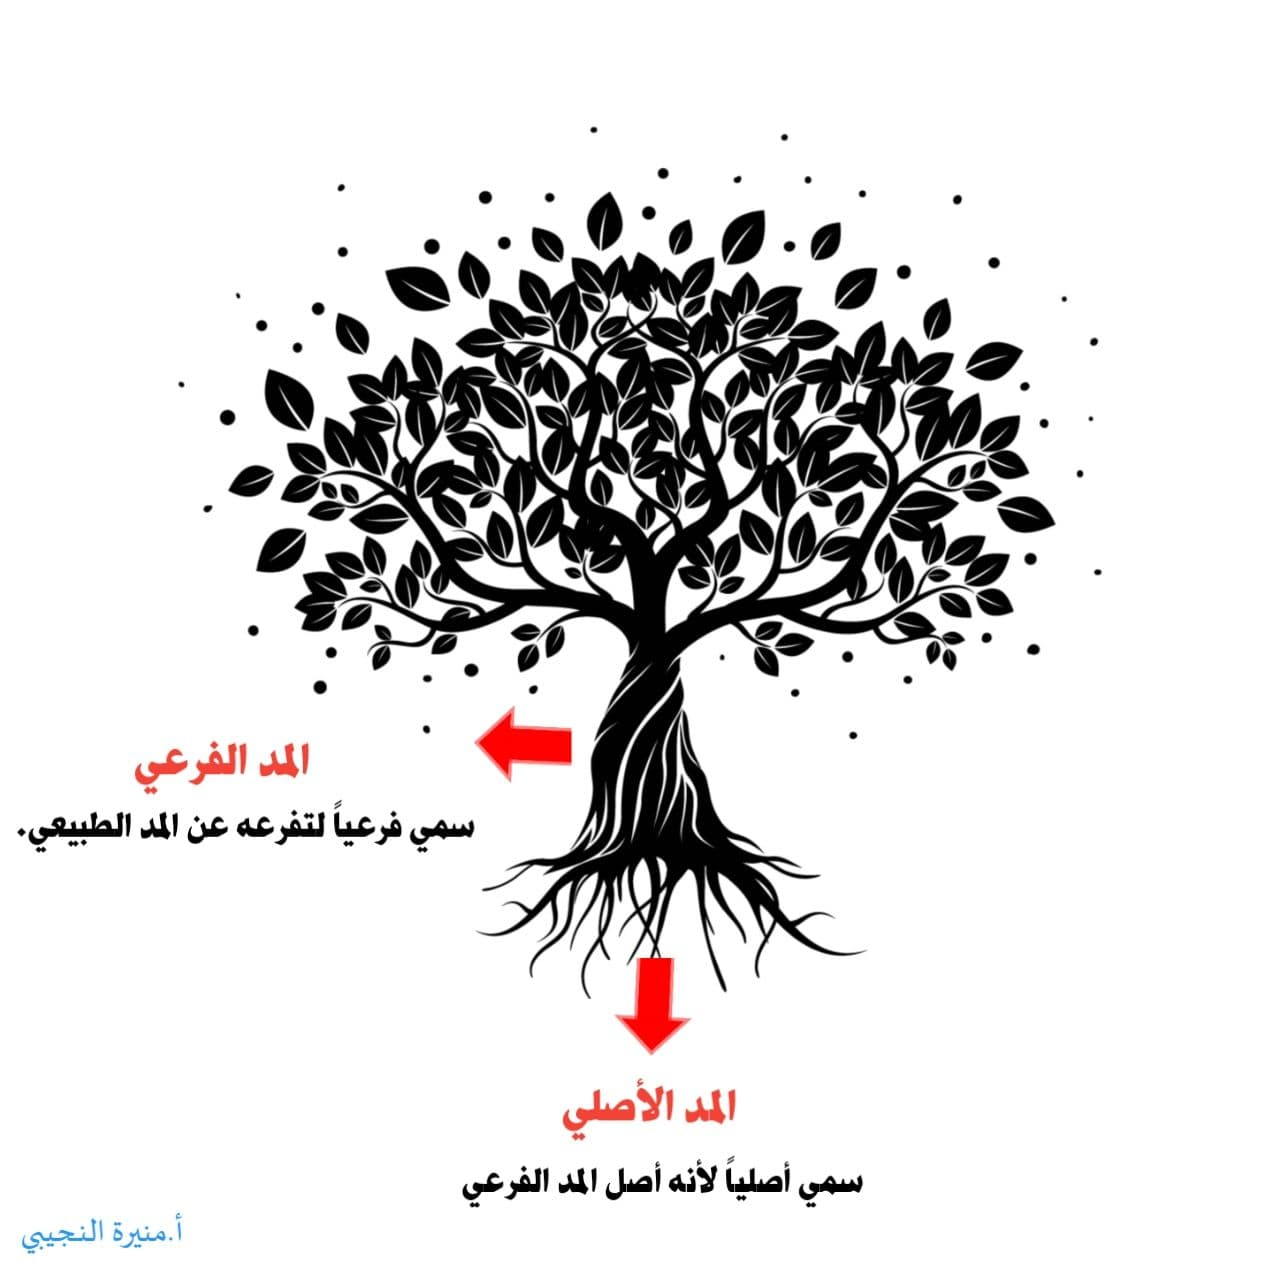 المد الفرعي
سمي فرعياً لتفرعه عن المد الطبيعي.
المد الأصلي
سمي أصلياً لأنه أصل المد الفرعي
أ.منيرة النجيبي